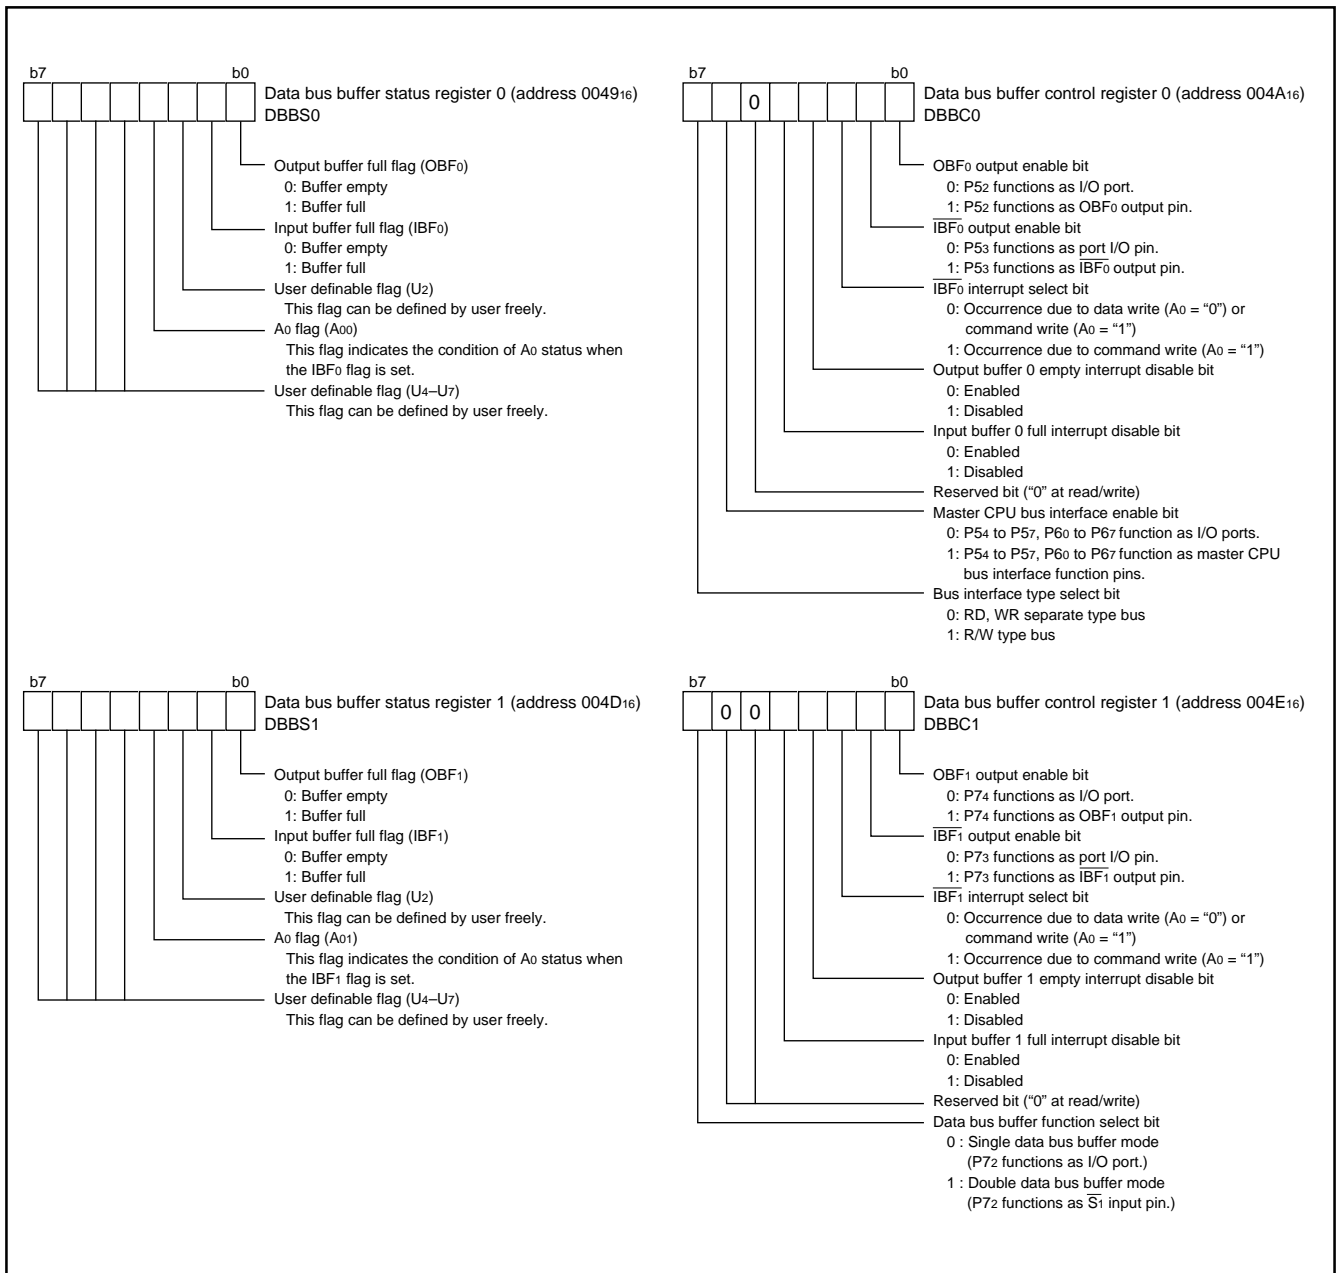 b7 b0
Data bus buffer status register 0 (address 004916)
DBBS0
Output buffer full flag (OBF0)
0: Buffer empty
1: Buffer full
Input buffer full flag (IBF0)
0: Buffer empty
1: Buffer full
User definable flag (U2)
This flag can be defined by user freely.
A0 flag (A00)
This flag indicates the condition of A0 status when
the IBF0 flag is set.
User definable flag (U4–U7)
This flag can be defined by user freely.
b7 b0
0
Data bus buffer control register 0 (address 004A16)
DBBC0
OBF0 output enable bit
0: P52 functions as I/O port.
1: P52 functions as OBF0 output pin.
IBF0 output enable bit
0: P53 functions as port I/O pin.
1: P53 functions as IBF0 output pin.
IBF0 interrupt select bit
0: Occurrence due to data write (A0 = “0”) or
command write (A0 = “1”)
1: Occurrence due to command write (A0 = “1”)
Output buffer 0 empty interrupt disable bit
0: Enabled
1: Disabled
Input buffer 0 full interrupt disable bit
0: Enabled
1: Disabled
Reserved bit (“0” at read/write)
Master CPU bus interface enable bit
0: P54 to P57, P60 to P67 function as I/O ports.
1: P54 to P57, P60 to P67 function as master CPU
bus interface function pins.
Bus interface type select bit
0: RD, WR separate type bus
1: R/W type bus
b7 b0
Data bus buffer status register 1 (address 004D16)
DBBS1
Output buffer full flag (OBF1)
0: Buffer empty
1: Buffer full
Input buffer full flag (IBF1)
0: Buffer empty
1: Buffer full
User definable flag (U2)
This flag can be defined by user freely.
A0 flag (A01)
This flag indicates the condition of A0 status when
the IBF1 flag is set.
User definable flag (U4–U7)
This flag can be defined by user freely.
b7 b0
0 0
Data bus buffer control register 1 (address 004E16)
DBBC1
OBF1 output enable bit
0: P74 functions as I/O port.
1: P74 functions as OBF1 output pin.
IBF1 output enable bit
0: P73 functions as port I/O pin.
1: P73 functions as IBF1 output pin.
IBF1 interrupt select bit
0: Occurrence due to data write (A0 = “0”) or
command write (A0 = “1”)
1: Occurrence due to command write (A0 = “1”)
Output buffer 1 empty interrupt disable bit
0: Enabled
1: Disabled
Input buffer 1 full interrupt disable bit
0: Enabled
1: Disabled
Reserved bit (“0” at read/write)
Data bus buffer function select bit
0 : Single data bus buffer mode
(P72 functions as I/O port.)
1 : Double data bus buffer mode
(P72 functions as S1 input pin.)